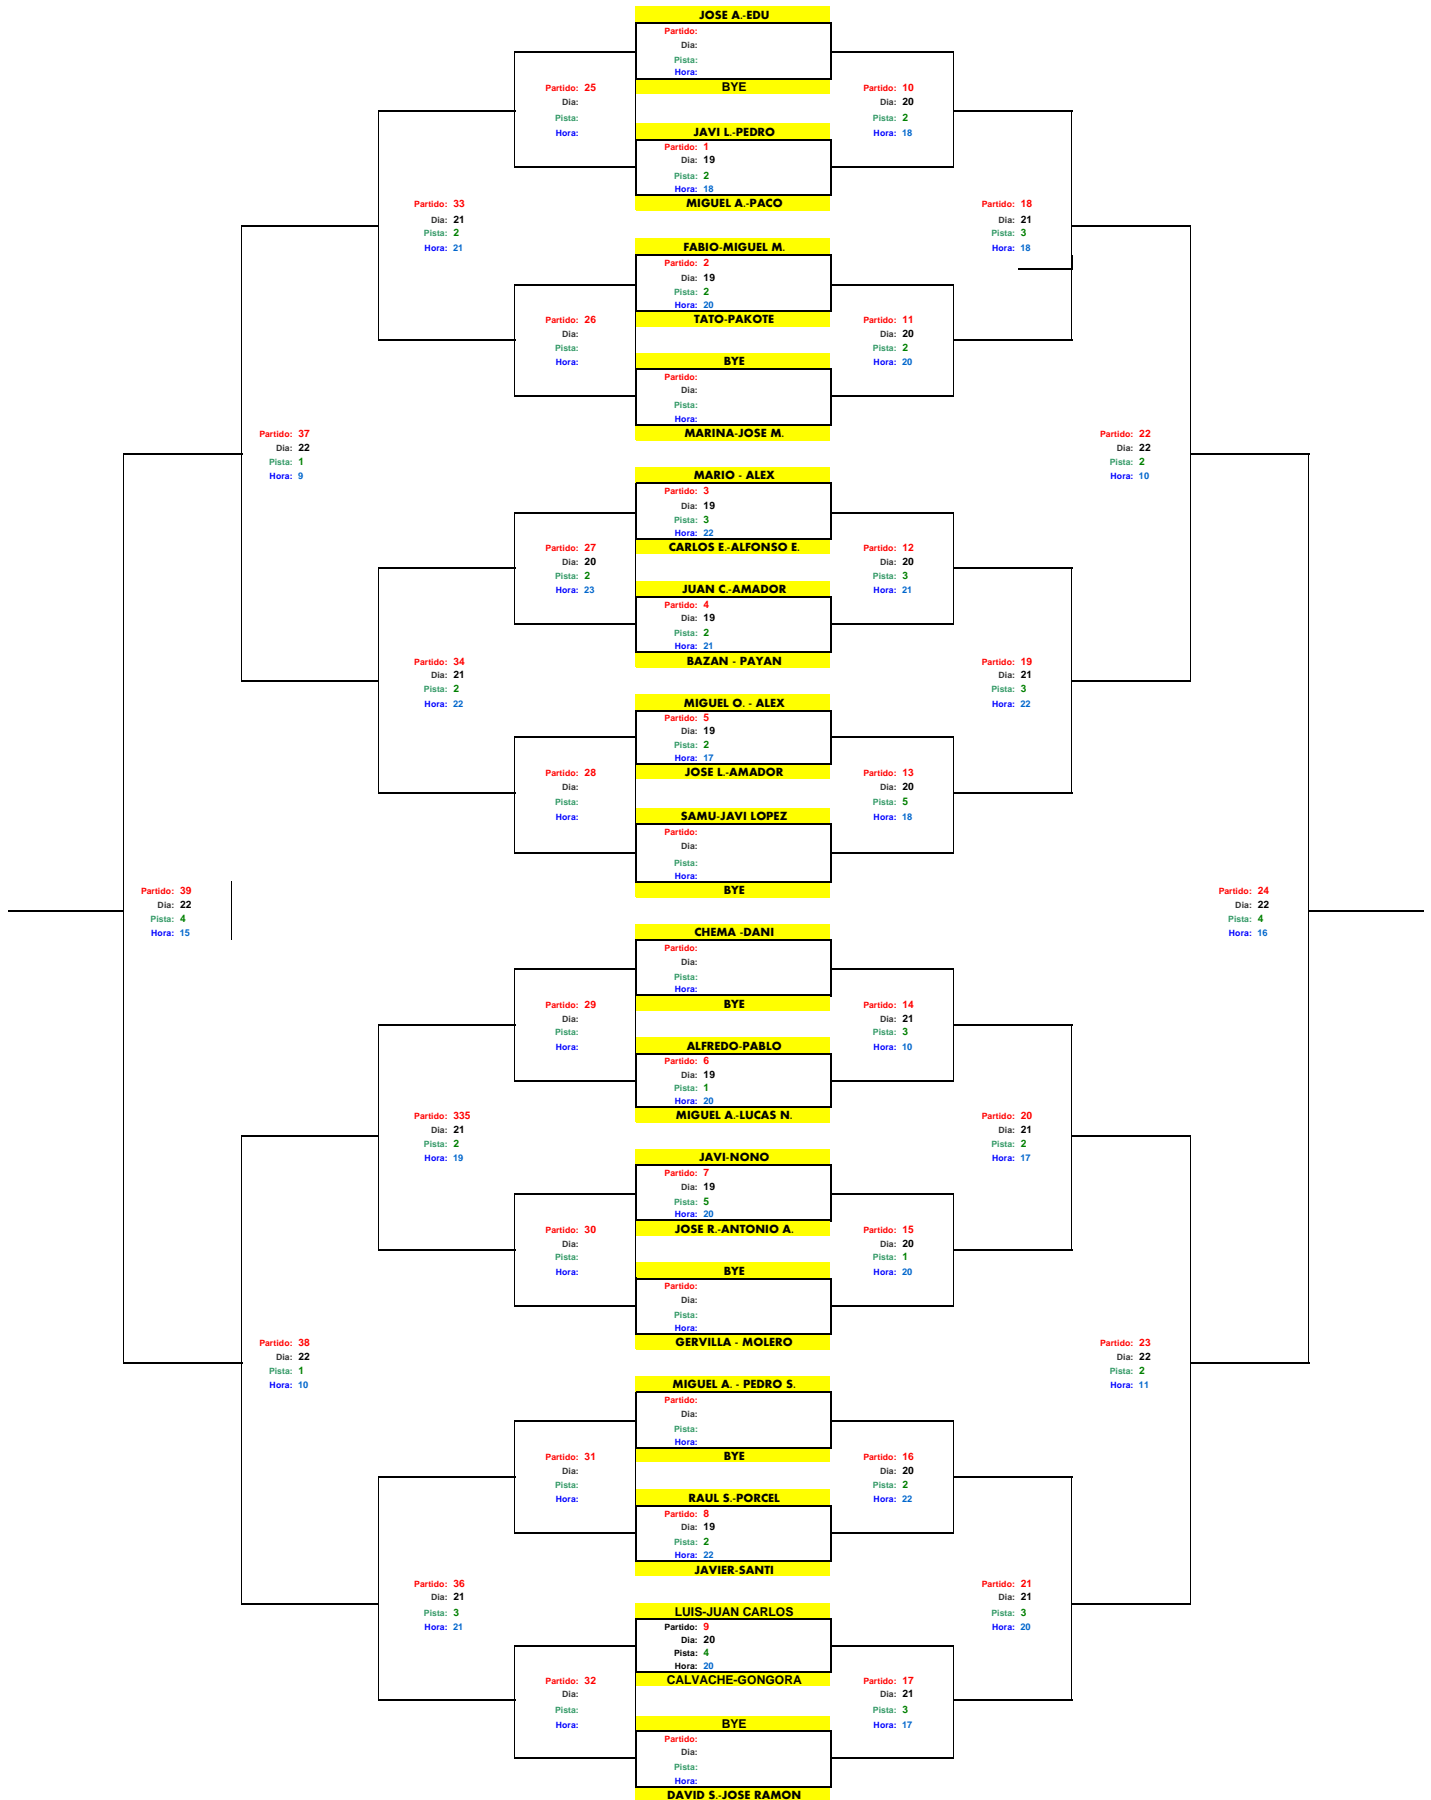 JOSE A.-EDU
Partido:
Dia:
Pista:
Hora:
BYE
Partido: 25
Dia:
Pista:
Hora:
Partido: 10
Dia: 20
Pista: 2
Hora: 18
JAVI L.-PEDRO
Partido: 1
Dia: 19
Pista: 2
Hora: 18
MIGUEL A.-PACO
Partido: 33
Dia: 21
Pista: 2
Hora: 21
Partido: 18
Dia: 21
Pista: 3
Hora: 18
FABIO-MIGUEL M.
Partido: 2
Dia: 19
Pista: 2
Hora: 20
TATO-PAKOTE
Partido: 26
Dia:
Pista:
Hora:
Partido: 11
Dia: 20
Pista: 2
Hora: 20
BYE
Partido:
Dia:
Pista:
Hora:
MARINA-JOSE M.
Partido: 37
Dia: 22
Pista: 1
Hora: 9
Partido: 22
Dia: 22
Pista: 2
Hora: 10
MARIO - ALEX
Partido: 3
Dia: 19
Pista: 3
Hora: 22
CARLOS E.-ALFONSO E.
Partido: 27
Dia: 20
Pista: 2
Hora: 23
Partido: 12
Dia: 20
Pista: 3
Hora: 21
JUAN C.-AMADOR
Partido: 4
Dia: 19
Pista: 2
Hora: 21
BAZAN - PAYAN
Partido: 34
Dia: 21
Pista: 2
Hora: 22
Partido: 19
Dia: 21
Pista: 3
Hora: 22
MIGUEL O. - ALEX
Partido: 5
Dia: 19
Pista: 2
Hora: 17
JOSE L.-AMADOR
Partido: 28
Dia:
Pista:
Hora:
Partido: 13
Dia: 20
Pista: 5
Hora: 18
SAMU-JAVI LOPEZ
Partido:
Dia:
Pista:
Hora:
BYE
Partido: 39
Dia: 22
Pista: 4
Hora: 15
Partido: 24
Dia: 22
Pista: 4
Hora: 16
CHEMA -DANI
Partido:
Dia:
Pista:
Hora:
BYE
Partido: 29
Dia:
Pista:
Hora:
Partido: 14
Dia: 21
Pista: 3
Hora: 10
ALFREDO-PABLO
Partido: 6
Dia: 19
Pista: 1
Hora: 20
MIGUEL A.-LUCAS N.
Partido: 335
Dia: 21
Pista: 2
Hora: 19
Partido: 20
Dia: 21
Pista: 2
Hora: 17
JAVI-NONO
Partido: 7
Dia: 19
Pista: 5
Hora: 20
JOSE R.-ANTONIO A.
Partido: 30
Dia:
Pista:
Hora:
Partido: 15
Dia: 20
Pista: 1
Hora: 20
BYE
Partido:
Dia:
Pista:
Hora:
GERVILLA - MOLERO
Partido: 38
Dia: 22
Pista: 1
Hora: 10
Partido: 23
Dia: 22
Pista: 2
Hora: 11
MIGUEL A. - PEDRO S.
Partido:
Dia:
Pista:
Hora:
BYE
Partido: 31
Dia:
Pista:
Hora:
Partido: 16
Dia: 20
Pista: 2
Hora: 22
RAUL S.-PORCEL
Partido: 8
Dia: 19
Pista: 2
Hora: 22
JAVIER-SANTI
Partido: 36
Dia: 21
Pista: 3
Hora: 21
Partido: 21
Dia: 21
Pista: 3
Hora: 20
LUIS-JUAN CARLOS
Partido: 9
Dia: 20
Pista: 4
Hora: 20
CALVACHE-GONGORA
Partido: 32
Dia:
Pista:
Hora:
Partido: 17
Dia: 21
Pista: 3
Hora: 17
BYE
Partido:
Dia:
Pista:
Hora:
DAVID S.-JOSE RAMON